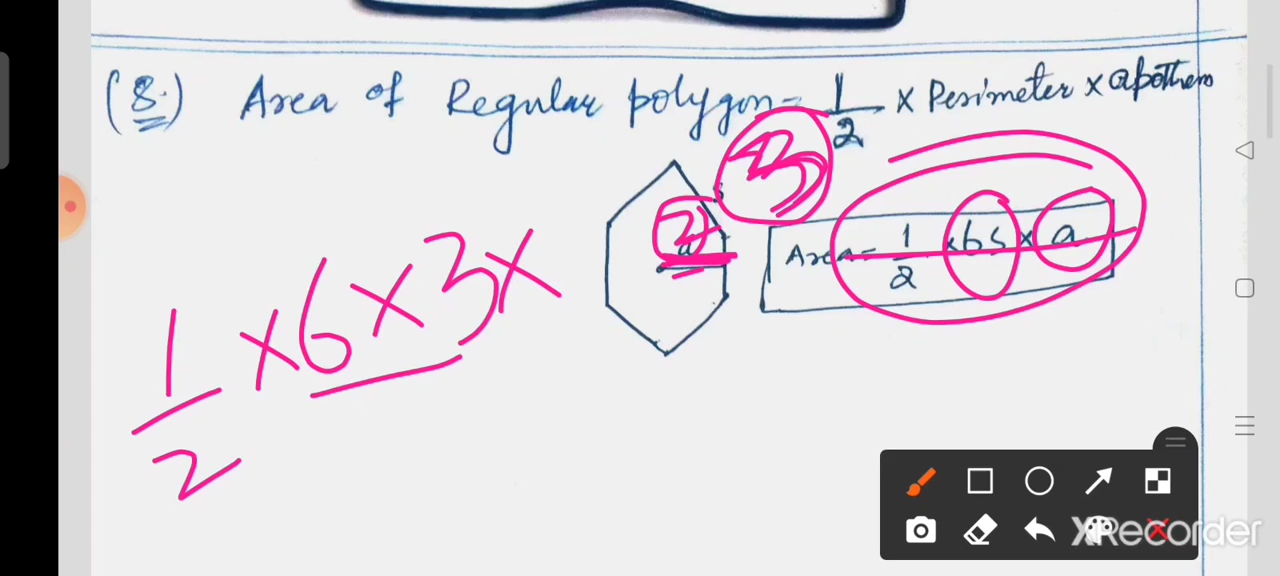 (8.) Area of Regular polygon = 1/2 × Perimeter × apothem
3
s
2
a
Area = 1/2 × 6s × a
1/2 × 6 × 3 ×
XRecorder